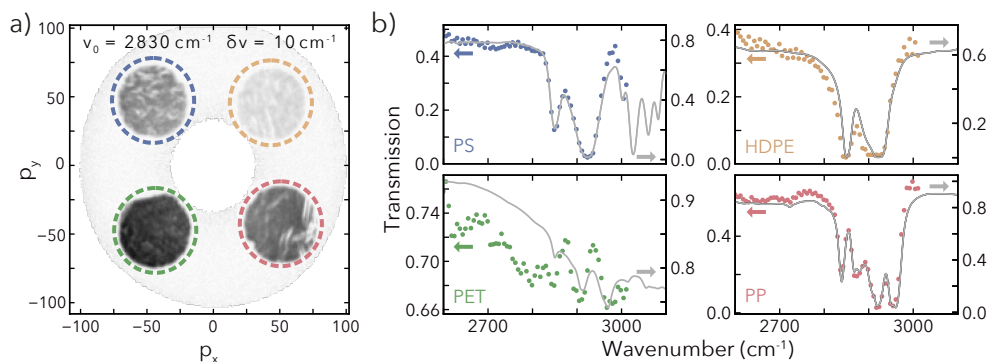 a)
ν₀ = 2830 cm⁻¹ δν = 10 cm⁻¹
100
50
0
−50
−100
p_y
−100 −50 0 50 100
p_x
b)
Transmission
0.4
0.2
0.0
PS
0.8
0.4
0.0
0.4
0.2
0.0
HDPE
0.6
0.0
0.74
0.70
0.66
PET
0.9
0.8
2700 3000
0.4
0.0
PP
0.8
0.4
0.0
2700 3000
Wavenumber (cm⁻¹)